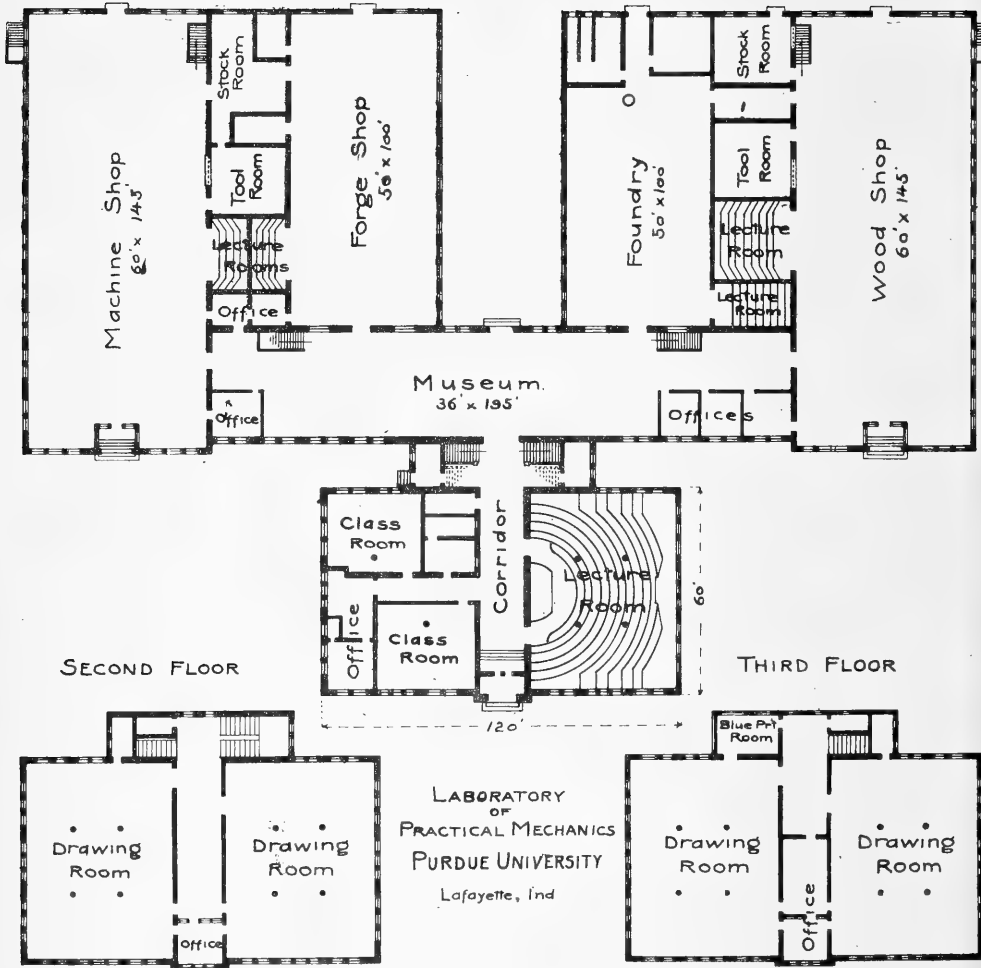 Machine Shop
60' x 145'
Stock
Room
Tool
Room
Lecture
Rooms
Office
Forge Shop
50' x 100'
Foundry
50' x 100'
Stock
Room
Tool
Room
Lecture
Room
Lecture
Room
Wood Shop
60' x 145'
Museum.
36' x 195'
Office
Offices
Class
Room
Corridor
Lecture
Room
Office
Class
Room
60'
120'
SECOND FLOOR
THIRD FLOOR
Drawing
Room
Drawing
Room
Office
LABORATORY
OF
PRACTICAL MECHANICS
PURDUE UNIVERSITY
Lafayette, Ind
Blue Prt
Room
Drawing
Room
Drawing
Room
Office